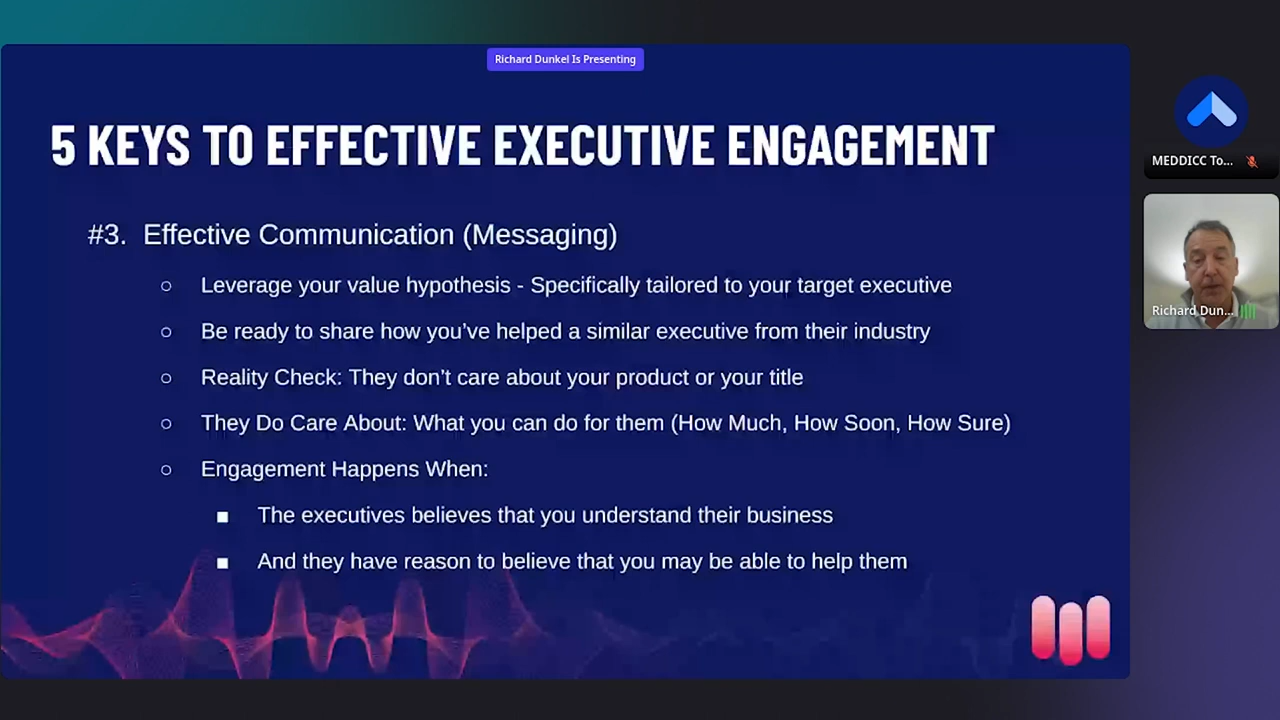 Richard Dunkel Is Presenting
5 KEYS TO EFFECTIVE EXECUTIVE ENGAGEMENT
#3. Effective Communication (Messaging)
○ Leverage your value hypothesis - Specifically tailored to your target executive
○ Be ready to share how you’ve helped a similar executive from their industry
○ Reality Check: They don’t care about your product or your title
○ They Do Care About: What you can do for them (How Much, How Soon, How Sure)
○ Engagement Happens When:
■ The executives believes that you understand their business
■ And they have reason to believe that you may be able to help them
MEDDICC To...
Richard Dun...